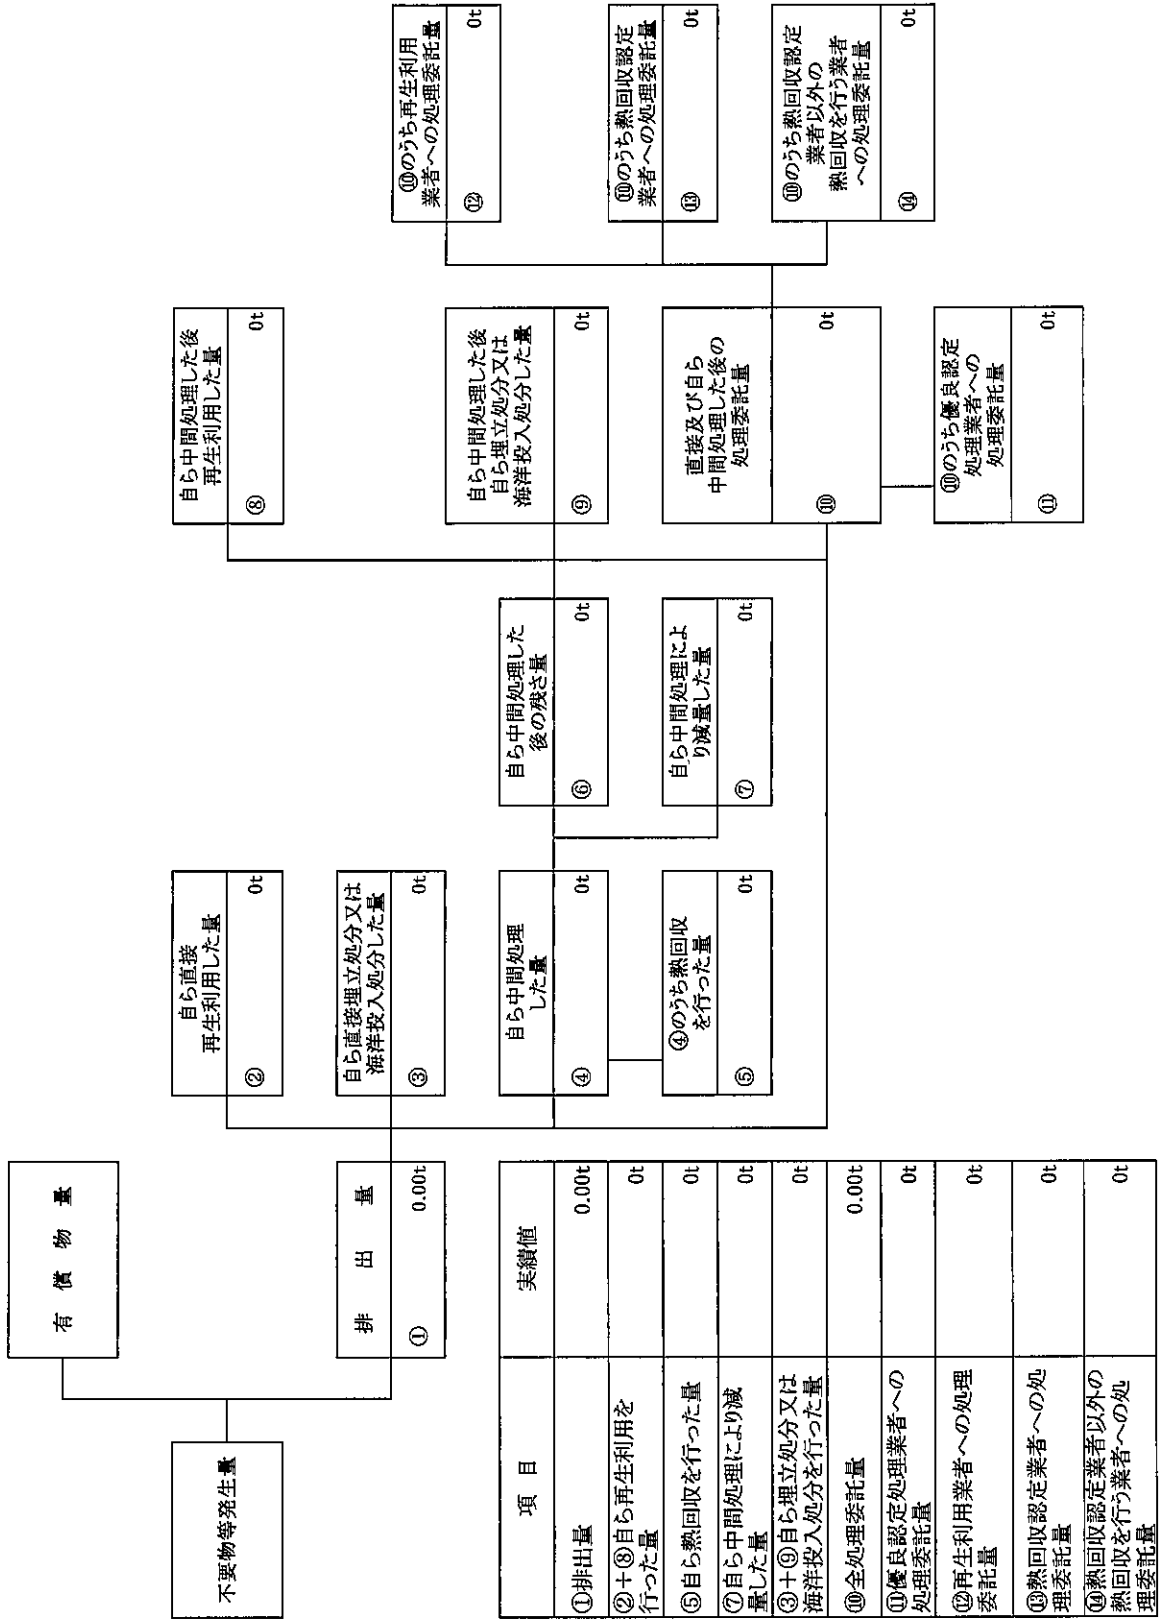 不要物等発生量
有償物量
排出量
① 0.00t
自ら直接
再生利用した量
② 0t
自ら直接埋立処分又は
海洋投入処分した量
③ 0t
自ら中間処理
した量
④ 0t
④のうち熱回収
を行った量
⑤ 0t
自ら中間処理した
後の残さ量
⑥ 0t
自ら中間処理によ
り減量した量
⑦ 0t
自ら中間処理した後
再生利用した量
⑧ 0t
自ら中間処理した後
自ら埋立処分又は
海洋投入処分した量
⑨ 0t
直接及び自ら
中間処理した後の
処理委託量
⑩ 0t
⑩のうち優良認定
処理業者への
処理委託量
⑪ 0t
⑩のうち再生利用
業者への処理委託量
⑫ 0t
⑩のうち熱回収認定
業者への処理委託量
⑬ 0t
⑩のうち熱回収認定
業者以外の
熱回収を行う業者
への処理委託量
⑭ 0t
項目 実績値
①排出量 0.00t
②+⑧自ら再生利用を
行った量 0t
⑤自ら熱回収を行った量 0t
⑦自ら中間処理により減
量した量 0t
③+⑨自ら埋立処分又は
海洋投入処分を行った量 0t
⑩全処理委託量 0.00t
⑪優良認定処理業者への
処理委託量 0t
⑫再生利用業者への処理
委託量 0t
⑬熱回収認定業者への処
理委託量 0t
⑭熱回収認定業者以外の
熱回収を行う業者への処
理委託量 0t